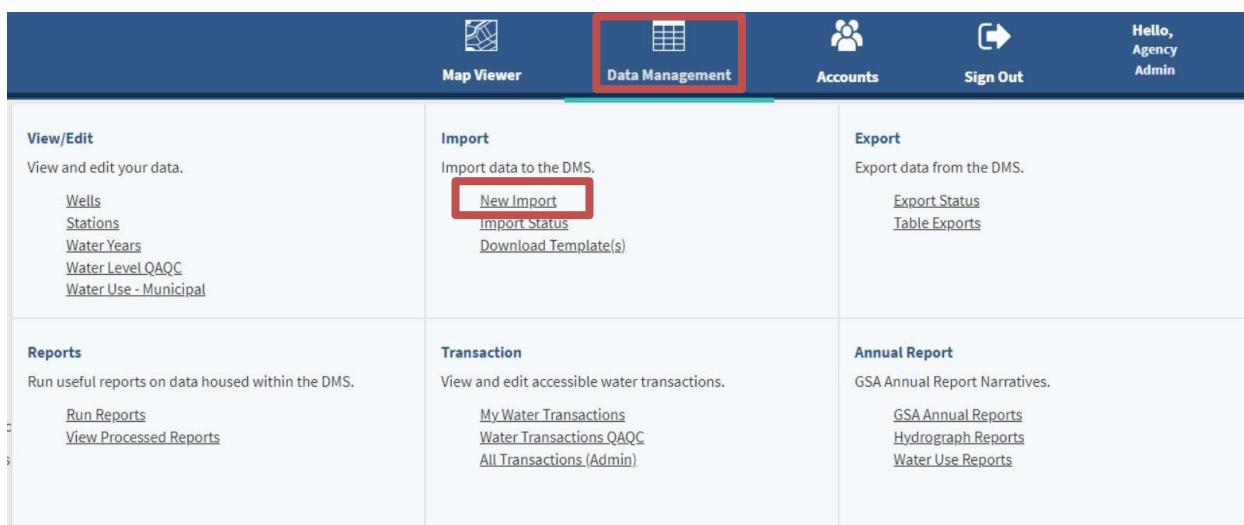 Map Viewer
Data Management
Accounts
Sign Out
Hello,
Agency
Admin
View/Edit
View and edit your data.
Wells
Stations
Water Years
Water Level QAQC
Water Use - Municipal
Import
Import data to the DMS.
New Import
Import Status
Download Template(s)
Export
Export data from the DMS.
Export Status
Table Exports
Reports
Run useful reports on data housed within the DMS.
Run Reports
View Processed Reports
Transaction
View and edit accessible water transactions.
My Water Transactions
Water Transactions QAQC
All Transactions (Admin)
Annual Report
GSA Annual Report Narratives.
GSA Annual Reports
Hydrograph Reports
Water Use Reports